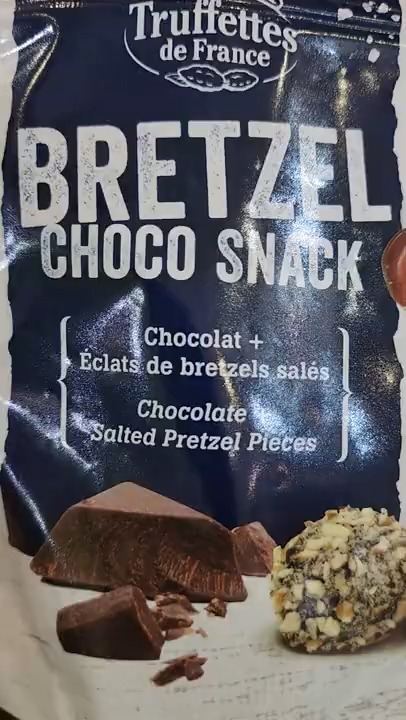 Truffettes
de France
BRETZEL
CHOCO SNACK
Chocolat +
Éclats de bretzels salés
Chocolate
Salted Pretzel Pieces